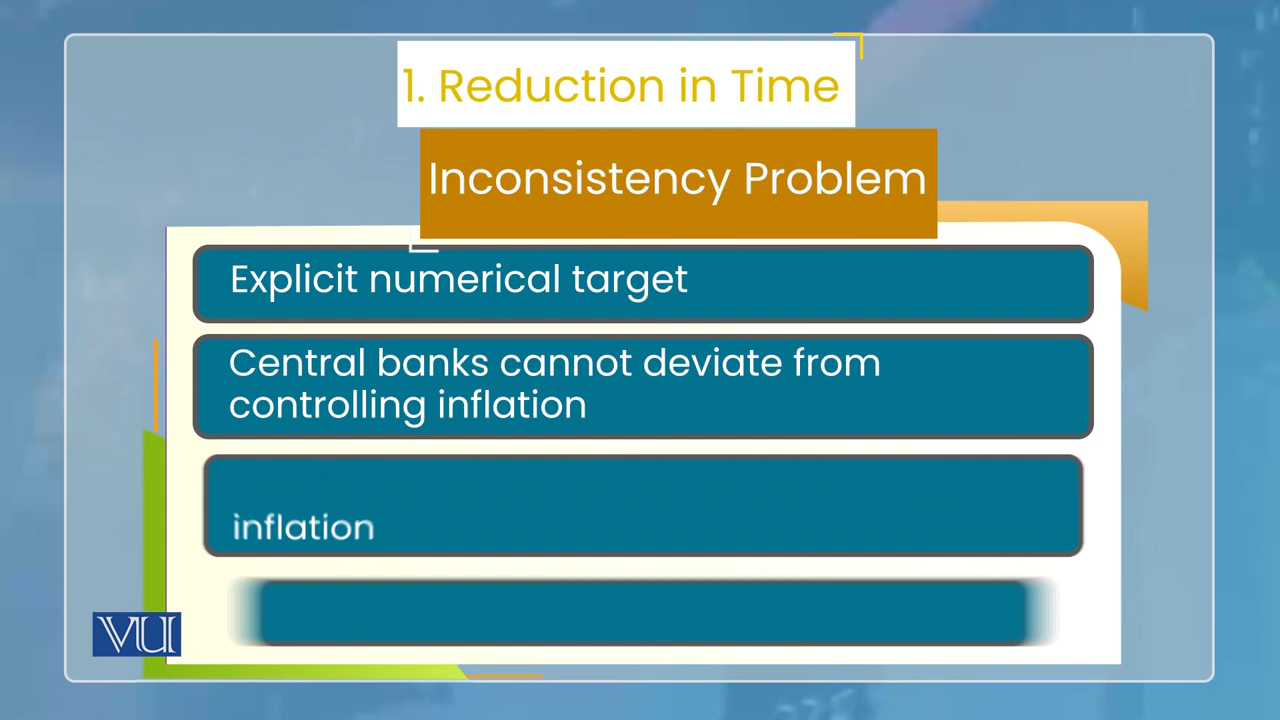 1. Reduction in Time
Inconsistency Problem
Explicit numerical target
Central banks cannot deviate from
controlling inflation
inflation
VU